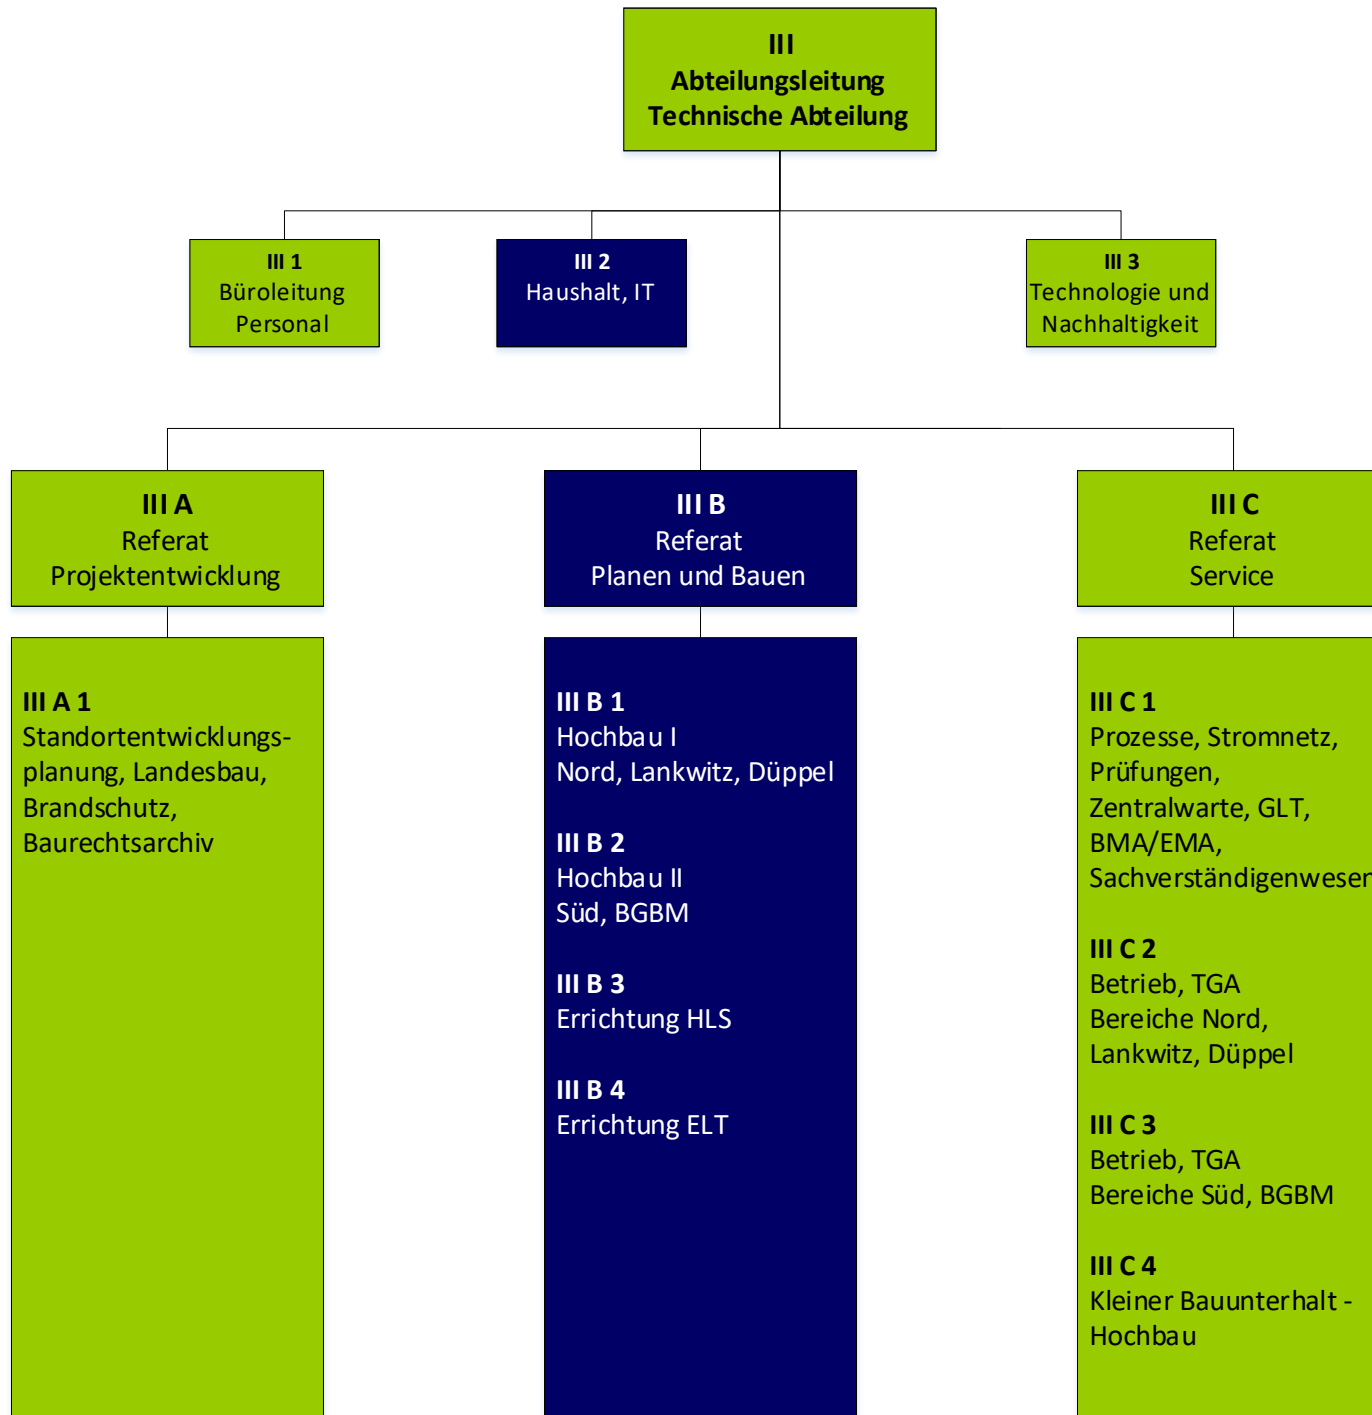 III
Abteilungsleitung
Technische Abteilung
III 1
Büroleitung
Personal
III 2
Haushalt, IT
III 3
Technologie und
Nachhaltigkeit
III A
Referat
Projektentwicklung
III B
Referat
Planen und Bauen
III C
Referat
Service
III A 1
Standortentwicklungs-
planung, Landesbau,
Brandschutz,
Baurechtsarchiv
III B 1
Hochbau I
Nord, Lankwitz, Düppel
III B 2
Hochbau II
Süd, BGBM
III B 3
Errichtung HLS
III B 4
Errichtung ELT
III C 1
Prozesse, Stromnetz,
Prüfungen,
Zentralwarte, GLT,
BMA/EMA,
Sachverständigenwesen
III C 2
Betrieb, TGA
Bereiche Nord,
Lankwitz, Düppel
III C 3
Betrieb, TGA
Bereiche Süd, BGBM
III C 4
Kleiner Bauunterhalt -
Hochbau